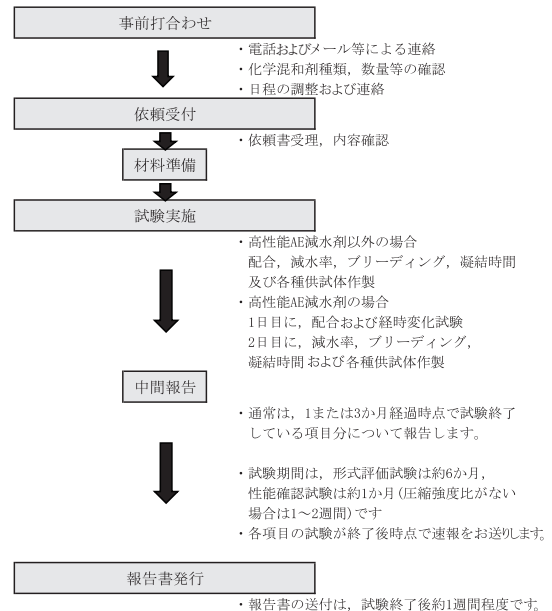 事前打合わせ
・電話およびメール等による連絡
・化学混和剤種類，数量等の確認
・日程の調整および連絡
依頼受付
・依頼書受理，内容確認
材料準備
試験実施
・高性能AE減水剤以外の場合
配合，減水率，ブリーディング，凝結時間
及び各種供試体作製
・高性能AE減水剤の場合
1日目に，配合および経時変化試験
2日目に，減水率，ブリーディング，
凝結時間および各種供試体作製
中間報告
・通常は，1または3か月経過時点で試験終了
している項目分について報告します。
・試験期間は，形式評価試験は約6か月，
性能確認試験は約1か月（圧縮強度比がない
場合は1～2週間）です
・各項目の試験が終了後時点で速報をお送りします。
報告書発行
・報告書の送付は，試験終了後約1週間程度です。